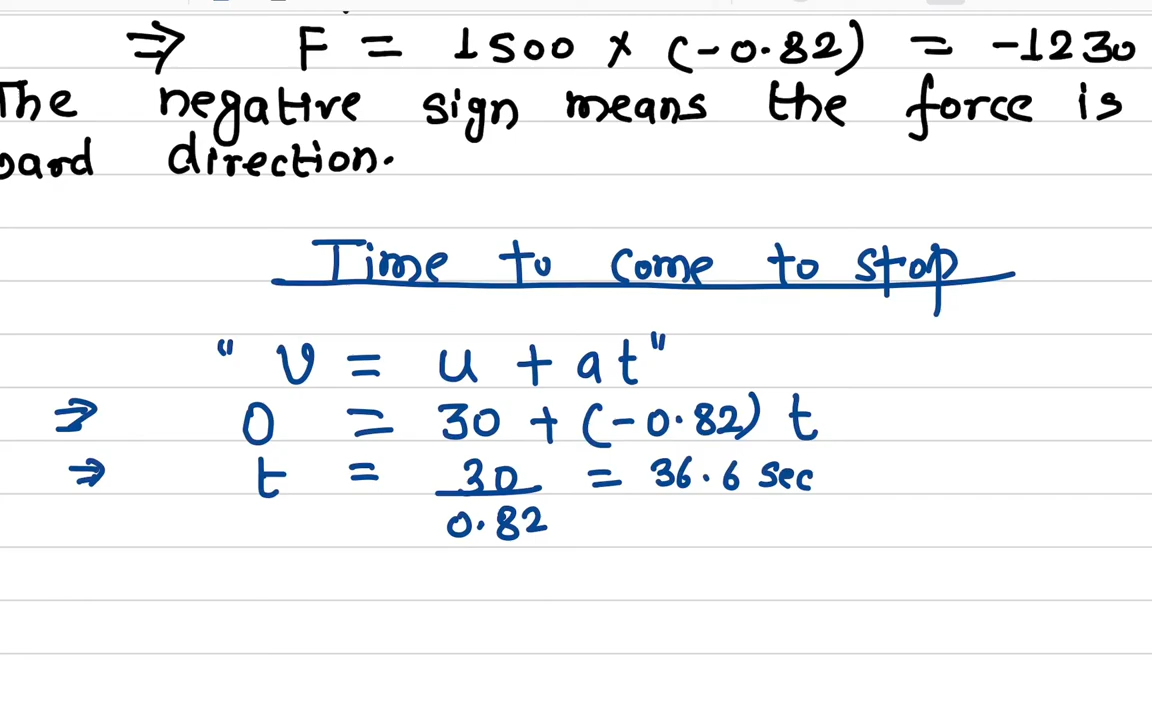 ⇒ F = 1500 × (-0.82) = -1230
The negative sign means the force is
direction.
Time to come to stop
" v = u + at "
⇒ 0 = 30 + (-0.82) t
⇒ t = 30/0.82 = 36.6 sec